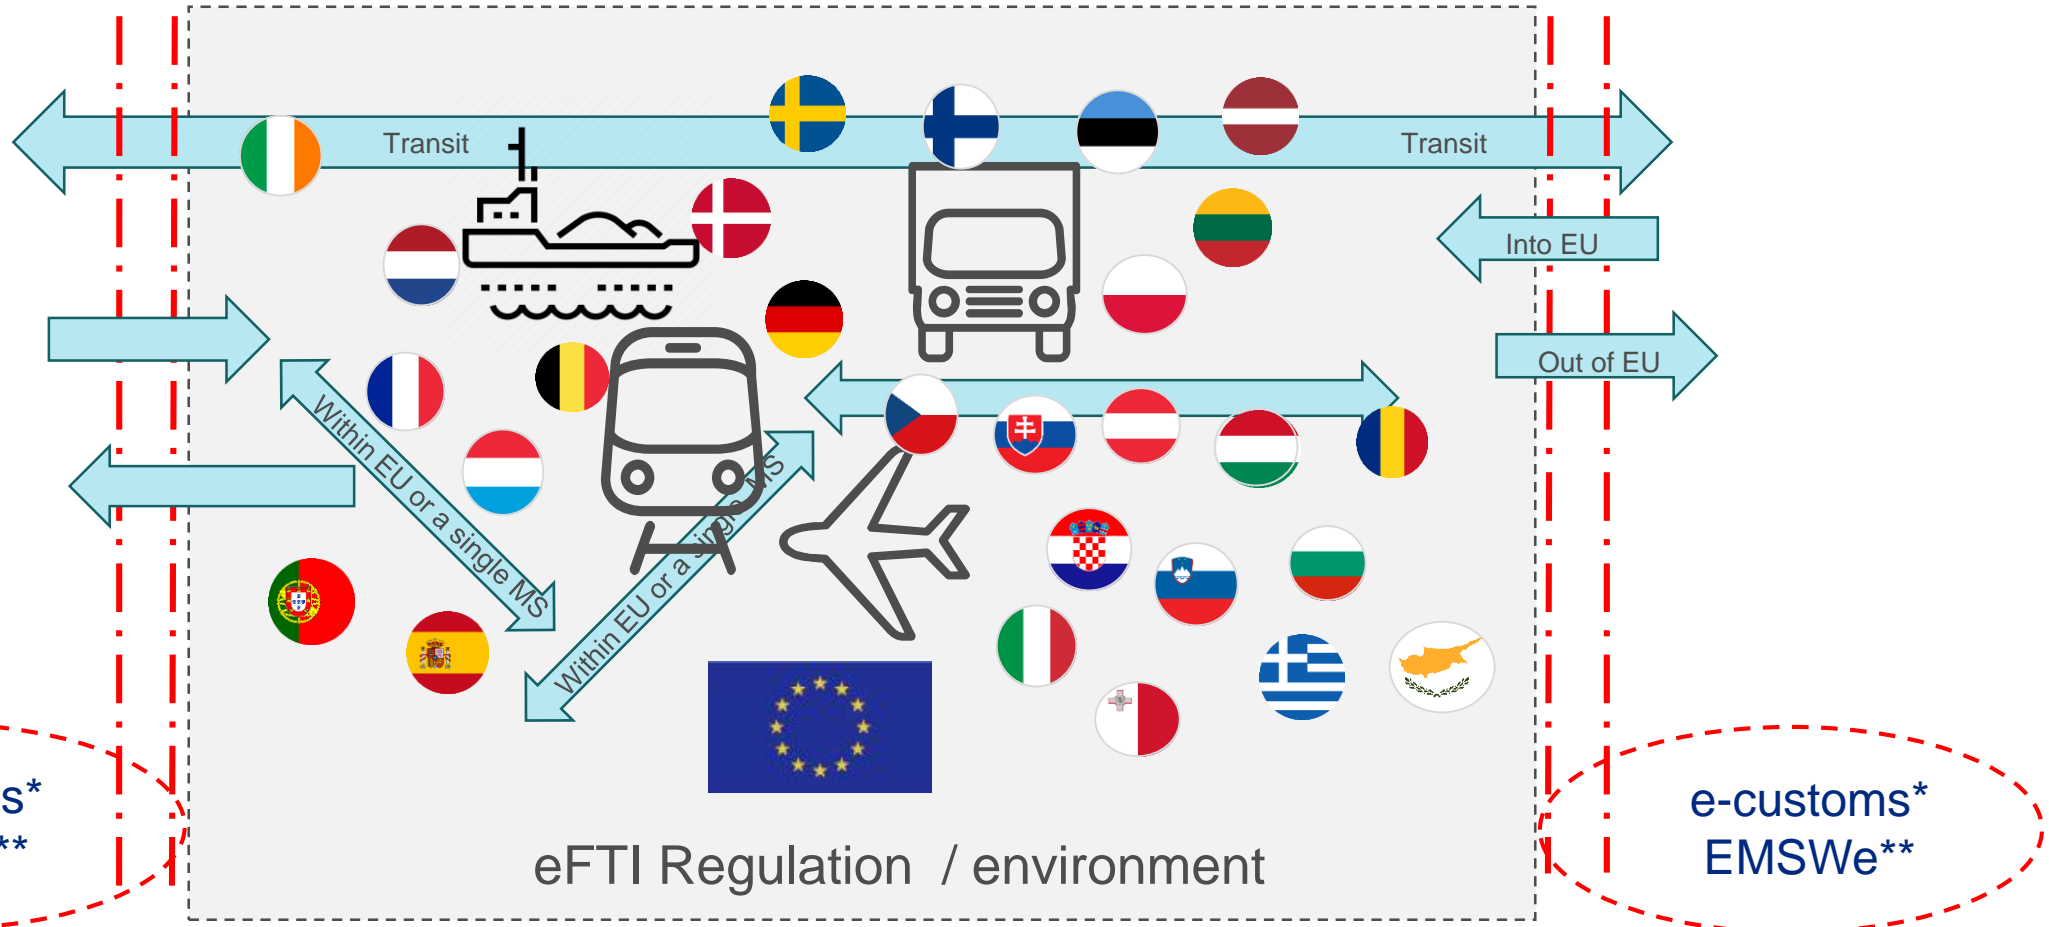 Transit
Transit
Into EU
Out of EU
Within EU or a single MS
Within EU or a single MS
s*
**
e-customs*
EMSWe**
eFTI Regulation / environment